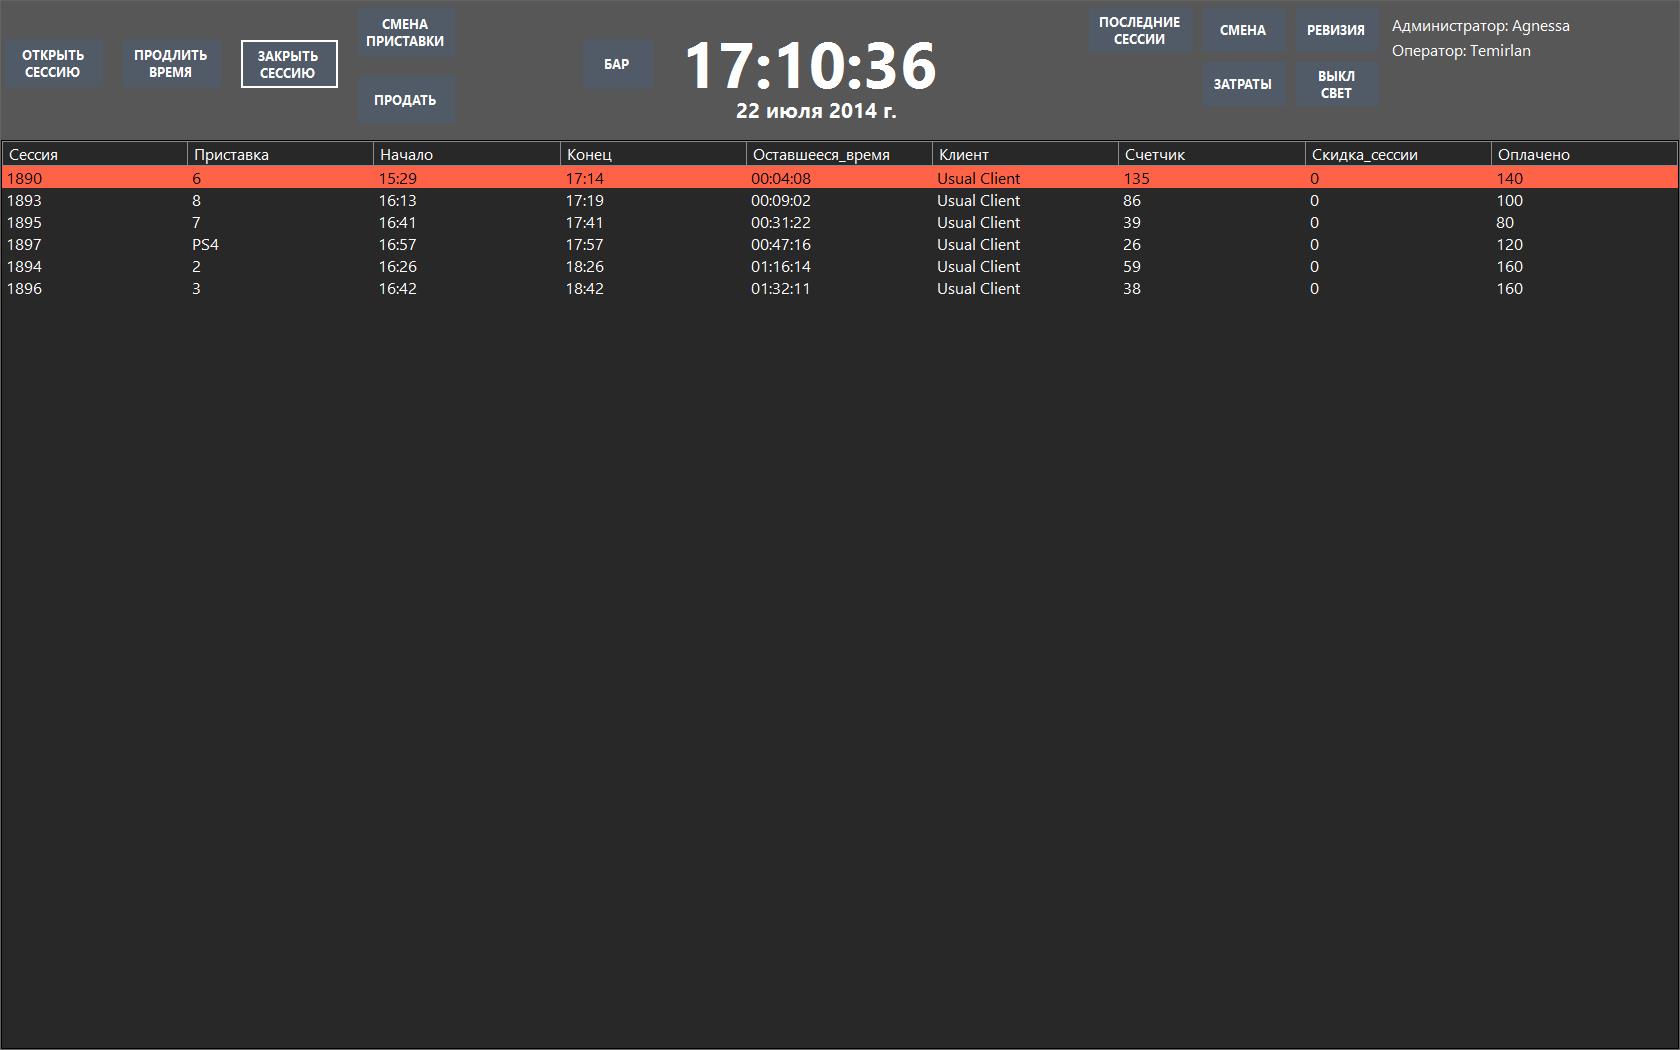 ОТКРЫТЬ
СЕССИЮ
ПРОДЛИТЬ
ВРЕМЯ
ЗАКРЫТЬ
СЕССИЮ
СМЕНА
ПРИСТАВКИ
ПРОДАТЬ
БАР
17:10:36
22 июля 2014 г.
ПОСЛЕДНИЕ
СЕССИИ
СМЕНА
РЕВИЗИЯ
ЗАТРАТЫ
ВЫКЛ
СВЕТ
Администратор: Agnessa
Оператор: Temirlan
Сессия Приставка Начало Конец Оставшееся_время Клиент Счетчик Скидка_сессии Оплачено
1890 6 15:29 17:14 00:04:08 Usual Client 135 0 140
1893 8 16:13 17:19 00:09:02 Usual Client 86 0 100
1895 7 16:41 17:41 00:31:22 Usual Client 39 0 80
1897 PS4 16:57 17:57 00:47:16 Usual Client 26 0 120
1894 2 16:26 18:26 01:16:14 Usual Client 59 0 160
1896 3 16:42 18:42 01:32:11 Usual Client 38 0 160